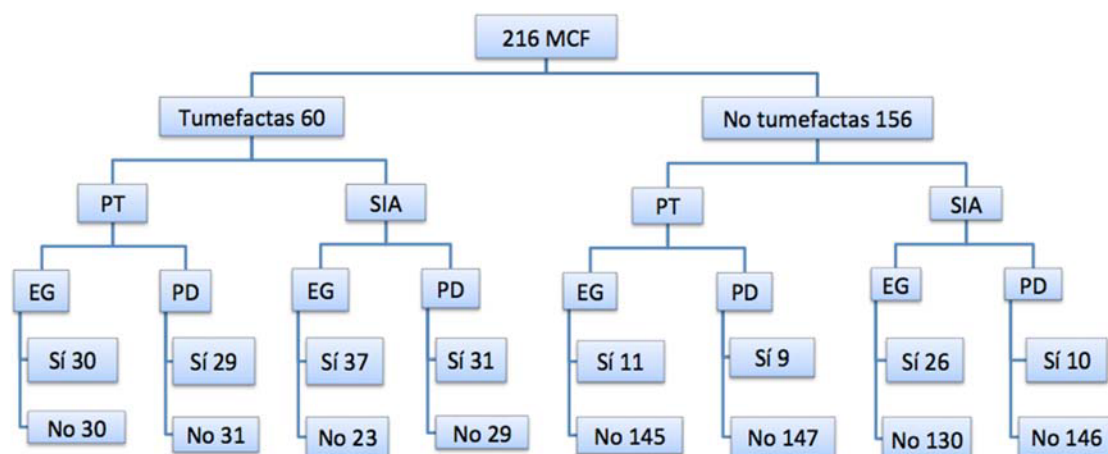 216 MCF
Tumefactas 60
No tumefactas 156
PT
SIA
PT
SIA
EG
PD
EG
PD
EG
PD
EG
PD
Sí 30
Sí 29
Sí 37
Sí 31
Sí 11
Sí 9
Sí 26
Sí 10
No 30
No 31
No 23
No 29
No 145
No 147
No 130
No 146